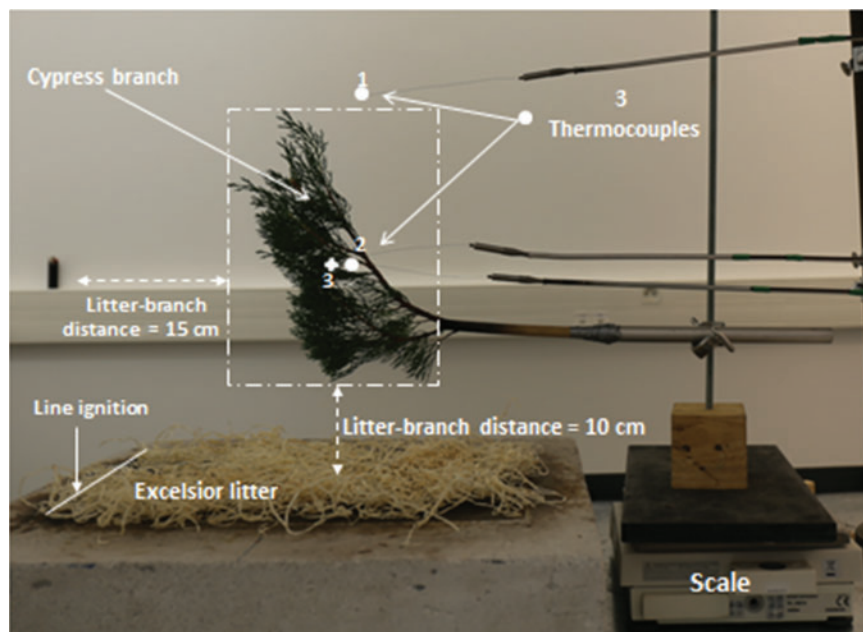 Cypress branch
1
3
Thermocouples
2
3
Litter-branch
distance = 15 cm
Line ignition
Litter-branch distance = 10 cm
Excelsior litter
Scale